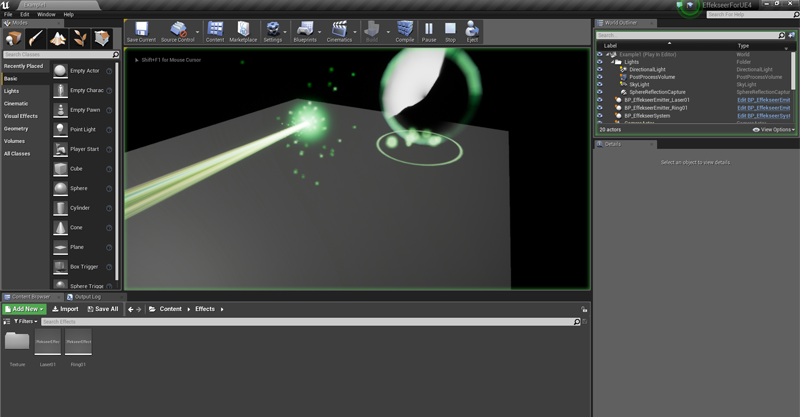 Example1
EffekseerForUE4
File Edit Window Help
Search For Help
Modes
Search Classes
Recently Placed
Basic
Lights
Cinematic
Visual Effects
Geometry
Volumes
All Classes
Empty Actor
Empty Charac
Empty Pawn
Point Light
Player Start
Cube
Sphere
Cylinder
Cone
Plane
Box Trigger
Sphere Trigge
Save Current
Source Control
Content
Marketplace
Settings
Blueprints
Cinematics
Build
Compile
Pause
Stop
Eject
Shift+F1 for Mouse Cursor
World Outliner
Search...
Label Type
Example1 (Play In Editor) World
Lights Folder
DirectionalLight DirectionalLight
PostProcessVolume PostProcessVolume
SkyLight SkyLight
SphereReflectionCapture SphereReflectionCapt
BP_EffekseerEmitter_Laser01 Edit BP_EffekseerEmit
BP_EffekseerEmitter_Ring01 Edit BP_EffekseerEmit
BP_EffekseerSystem Edit BP_EffekseerSyst
20 actors
View Options
Details
Select an object to view details
Content Browser
Output Log
Add New
Import
Save All
Content
Effects
Filters
Search Effects
Texture
Laser01
Ring01